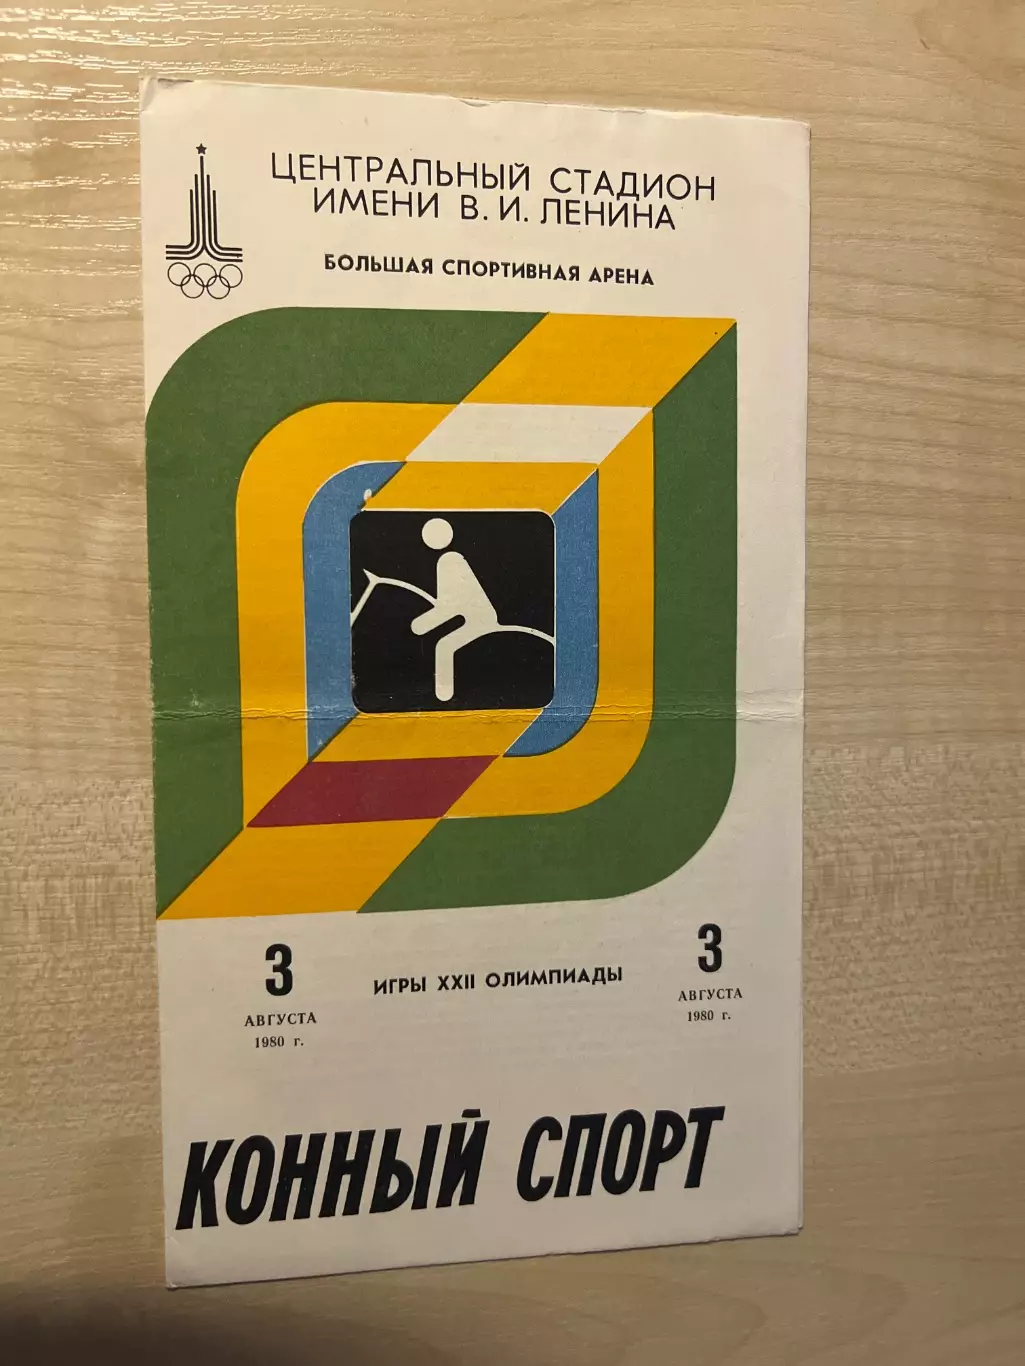 ЦЕНТРАЛЬНЫЙ СТАДИОН
ИМЕНИ В. И. ЛЕНИНА
БОЛЬШАЯ СПОРТИВНАЯ АРЕНА
3
АВГУСТА
1980 г.
ИГРЫ XXII ОЛИМПИАДЫ
3
АВГУСТА
1980 г.
КОННЫЙ СПОРТ